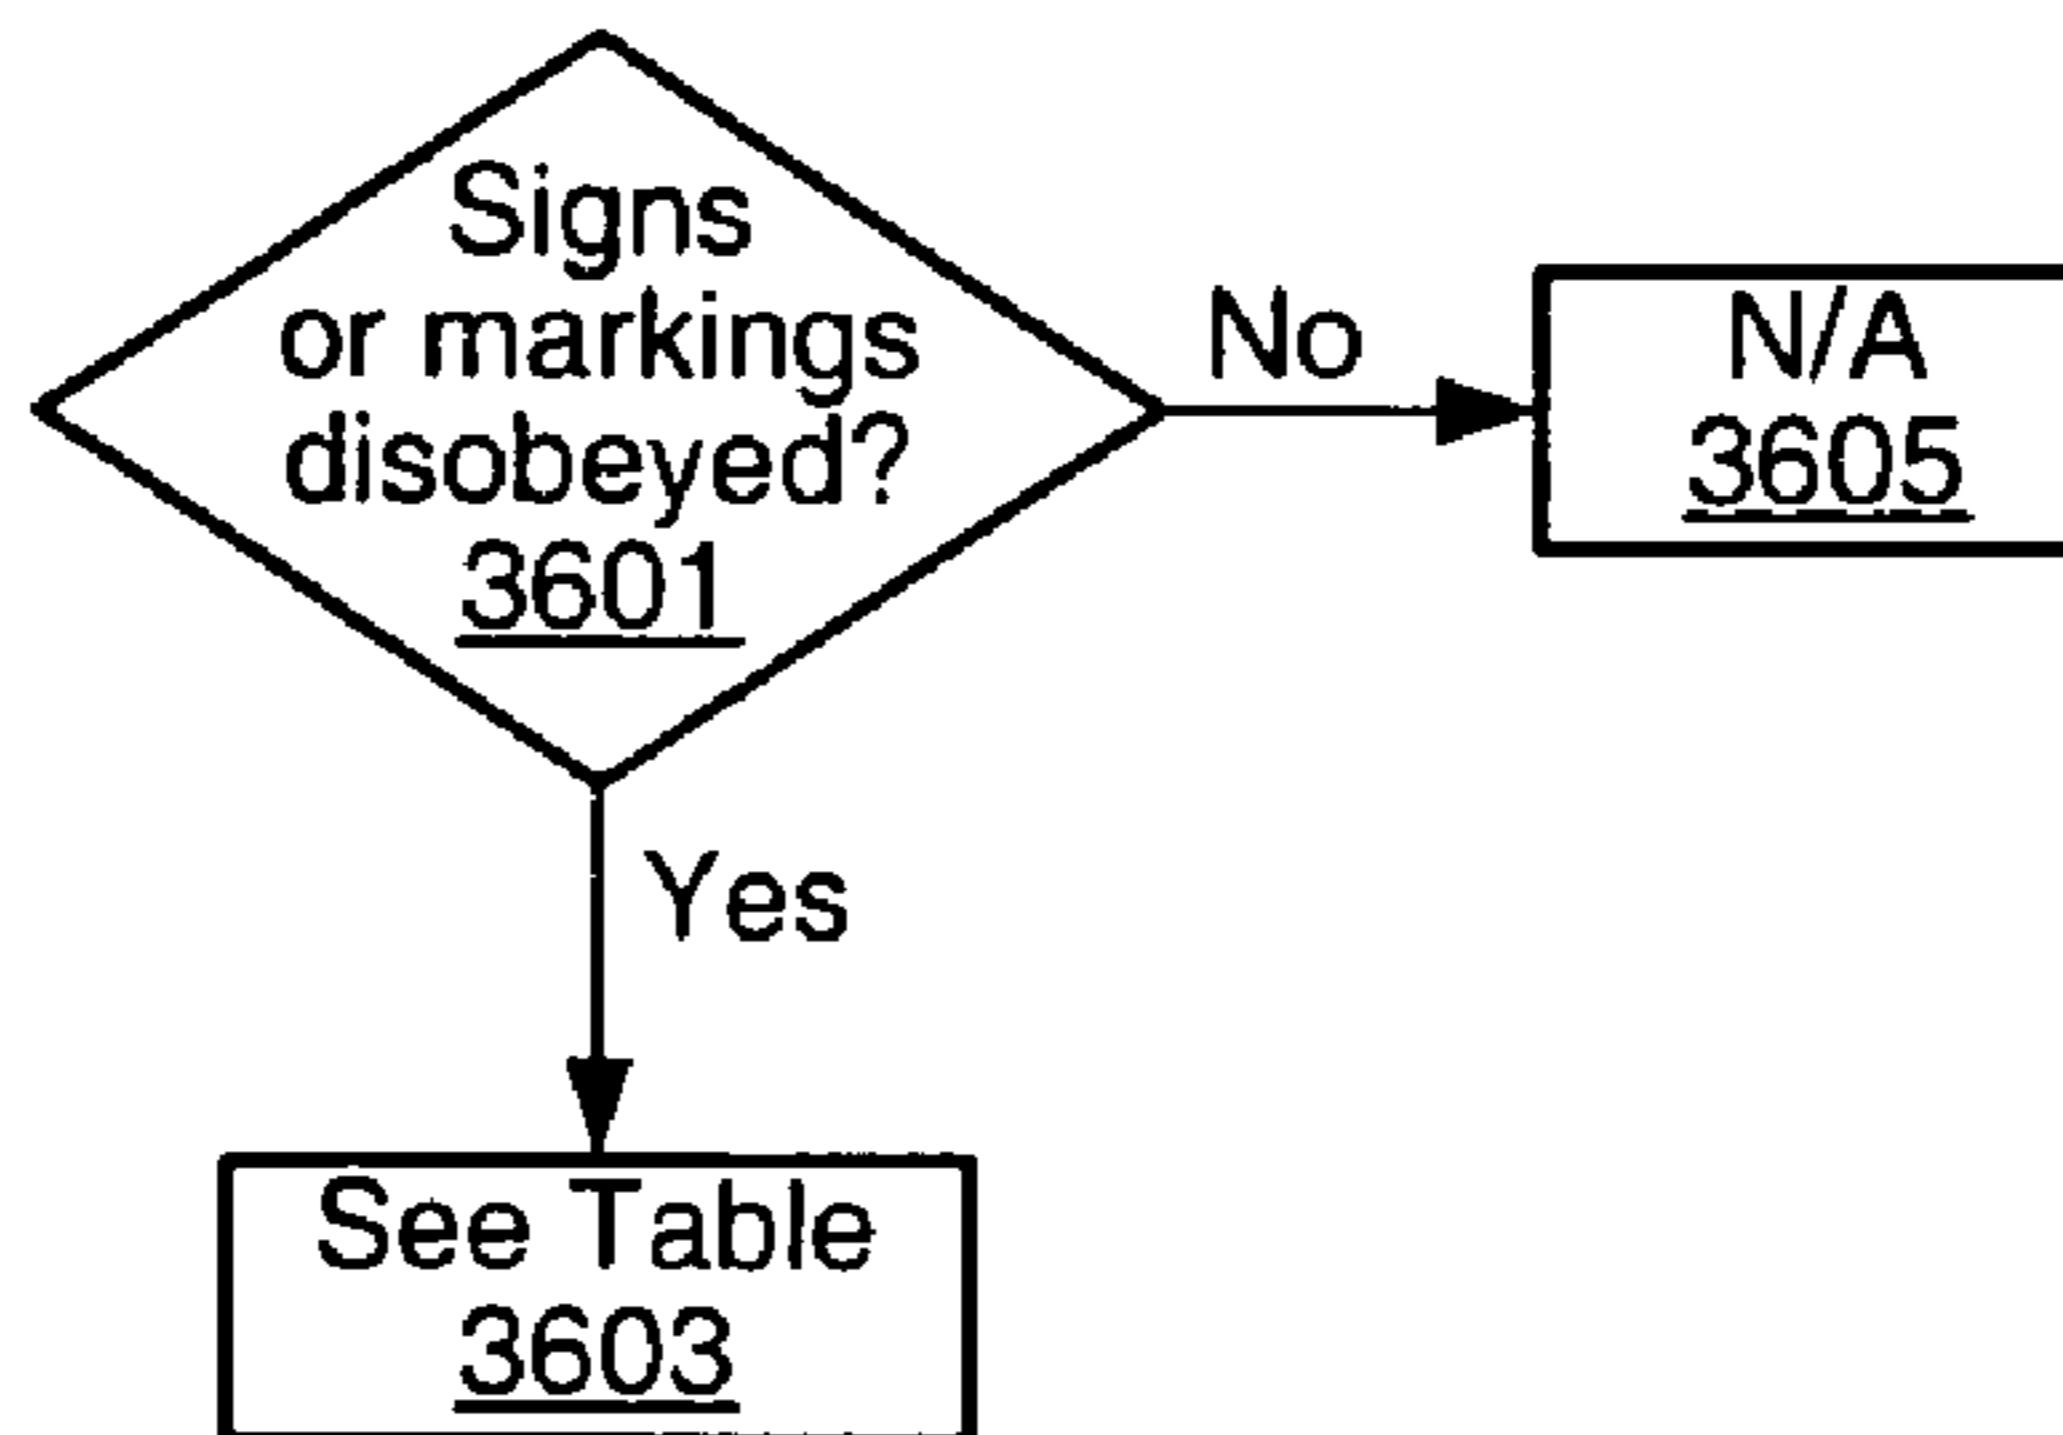 Signs
or markings
disobeyed?
3601
No
N/A
3605
Yes
See Table
3603